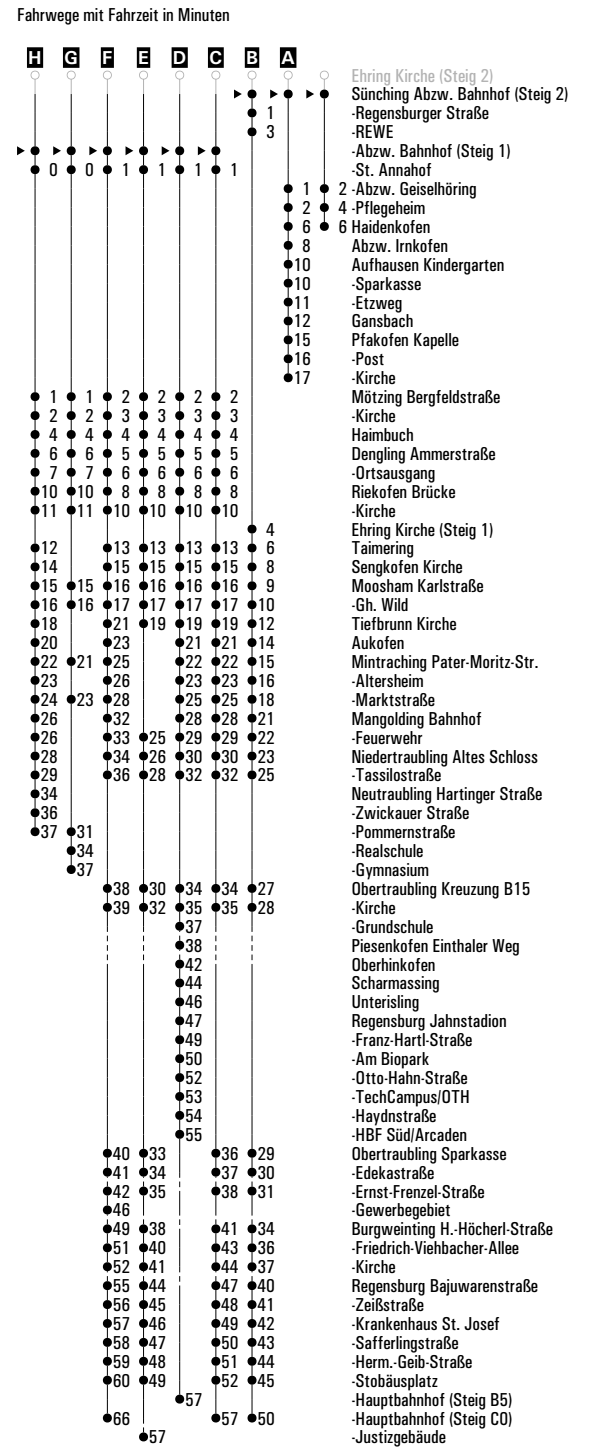 Fahrwege mit Fahrzeit in Minuten
H G F E D C B A
Ehring Kirche (Steig 2)
Sünching Abzw. Bahnhof (Steig 2)
1 -Regensburger Straße
3 -REWE
-Abzw. Bahnhof (Steig 1)
0 0 1 1 1 1 -St. Annahof
1 2 -Abzw. Geiselhöring
2 4 -Pflegeheim
6 6 Haidenkofen
8 Abzw. Irnkofen
10 Aufhausen Kindergarten
10 -Sparkasse
11 -Etzweg
12 Gansbach
15 Pfakofen Kapelle
16 -Post
17 -Kirche
1 1 2 2 2 2 Mötzing Bergfeldstraße
2 2 3 3 3 3 -Kirche
4 4 4 4 4 4 Haimbuch
6 6 5 5 5 5 Dengling Ammerstraße
7 7 6 6 6 6 -Ortsausgang
10 10 8 8 8 8 Riekofen Brücke
11 11 10 10 10 10 -Kirche
4 Ehring Kirche (Steig 1)
12 13 13 13 13 6 Taimering
14 15 15 15 15 8 Sengkofen Kirche
15 15 16 16 16 16 9 Moosham Karlstraße
16 16 17 17 17 17 10 -Gh. Wild
18 21 19 19 19 12 Tiefbrunn Kirche
20 23 21 21 14 Aukofen
22 21 25 22 22 15 Mintraching Pater-Moritz-Str.
23 26 23 23 16 -Altersheim
24 23 28 25 25 18 -Marktstraße
26 32 28 28 21 Mangolding Bahnhof
26 33 25 29 29 22 -Feuerwehr
28 34 26 30 30 23 Niedertraubling Altes Schloss
29 36 28 32 32 25 -Tassilostraße
34 Neutraubling Hartinger Straße
36 -Zwickauer Straße
37 31 -Pommernstraße
34 -Realschule
37 -Gymnasium
38 30 34 34 27 Obertraubling Kreuzung B15
39 32 35 35 28 -Kirche
37 -Grundschule
38 Piesenkofen Einthaler Weg
42 Oberhinkofen
44 Scharmassing
46 Unterisling
47 Regensburg Jahnstadion
49 -Franz-Hartl-Straße
50 -Am Biopark
52 -Otto-Hahn-Straße
53 -TechCampus/OTH
54 -Haydnstraße
55 -HBF Süd/Arcaden
40 33 36 29 Obertraubling Sparkasse
41 34 37 30 -Edekastraße
42 35 38 31 -Ernst-Frenzel-Straße
46 -Gewerbegebiet
49 38 41 34 Burgweinting H.-Höcherl-Straße
51 40 43 36 -Friedrich-Viehbacher-Allee
52 41 44 37 -Kirche
55 44 47 40 Regensburg Bajuwarenstraße
56 45 48 41 -Zeißstraße
57 46 49 42 -Krankenhaus St. Josef
58 47 50 43 -Safferlingstraße
59 48 51 44 -Herm.-Geib-Straße
60 49 52 45 -Stobäusplatz
57 -Hauptbahnhof (Steig B5)
66 57 50 -Hauptbahnhof (Steig C0)
57 -Justizgebäude